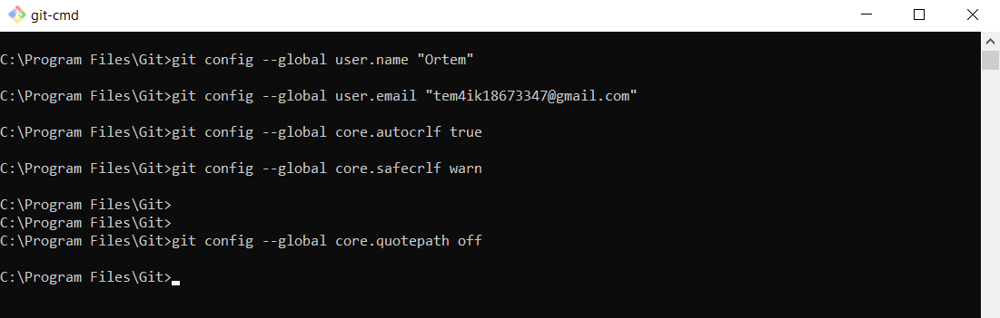 git-cmd
C:\Program Files\Git>git config --global user.name "Ortem"
C:\Program Files\Git>git config --global user.email "tem4ik18673347@gmail.com"
C:\Program Files\Git>git config --global core.autocrlf true
C:\Program Files\Git>git config --global core.safecrlf warn
C:\Program Files\Git>
C:\Program Files\Git>
C:\Program Files\Git>git config --global core.quotepath off
C:\Program Files\Git>